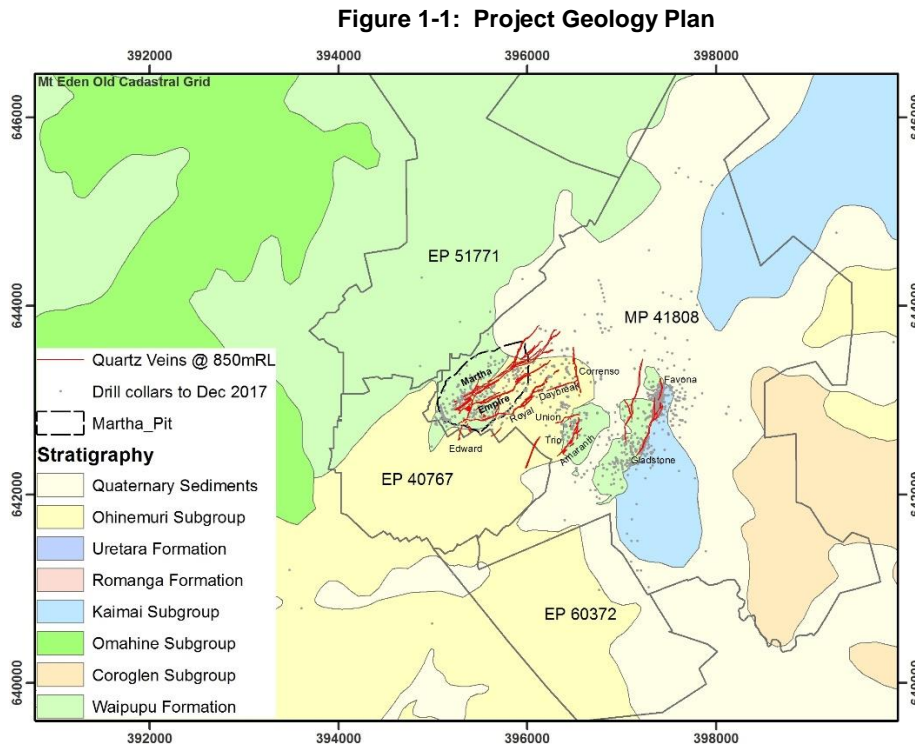 Figure 1-1: Project Geology Plan
392000 394000 396000 398000
Mt Eden Old Cadastral Grid
646000 646000
EP 51771
644000 644000
MP 41808
Quartz Veins @ 850mRL
Drill collars to Dec 2017
Martha_Pit
Martha
Empire
Royal
Daybreak
Correnso
Favona
Union
Trio
Amaranth
Edward
Gladstone
Stratigraphy
EP 40767
642000 642000
Quaternary Sediments
Ohinemuri Subgroup
Uretara Formation
Romanga Formation
Kaimai Subgroup
Omahine Subgroup
Coroglen Subgroup
Waipupu Formation
EP 60372
640000 640000
392000 394000 396000 398000